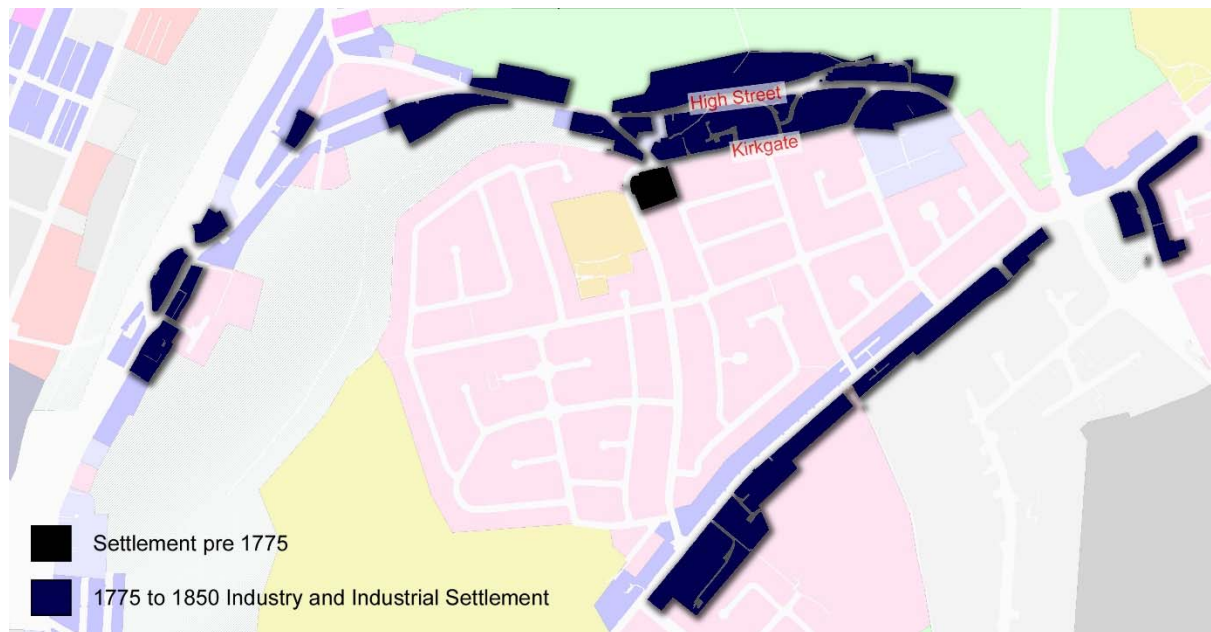 High Street
Kirkgate
Settlement pre 1775
1775 to 1850 Industry and Industrial Settlement